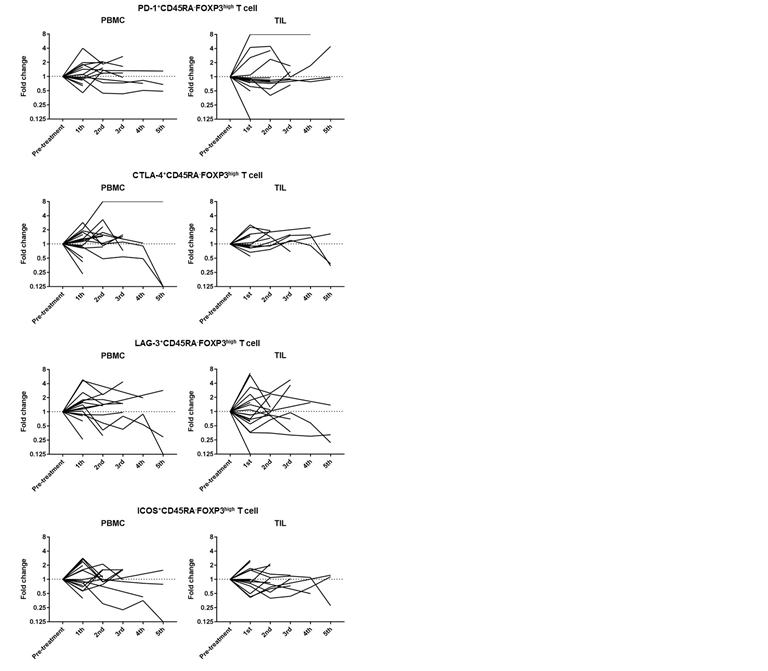 PD-1⁺CD45RA⁻FOXP3ʰⁱᵍʰ T cell
PBMC
TIL
Fold change
8
4
2
1
0.5
0.25
0.125
Pre-treatment
1th
2nd
3rd
4th
5th
Fold change
8
4
2
1
0.5
0.25
0.125
Pre-treatment
1st
2nd
3rd
4th
5th
CTLA-4⁺CD45RA⁻FOXP3ʰⁱᵍʰ T cell
PBMC
TIL
Fold change
8
4
2
1
0.5
0.25
0.125
Pre-treatment
1th
2nd
3rd
4th
5th
Fold change
8
4
2
1
0.5
0.25
0.125
Pre-treatment
1st
2nd
3rd
4th
5th
LAG-3⁺CD45RA⁻FOXP3ʰⁱᵍʰ T cell
PBMC
TIL
Fold change
8
4
2
1
0.5
0.25
0.125
Pre-treatment
1th
2nd
3rd
4th
5th
Fold change
8
4
2
1
0.5
0.25
0.125
Pre-treatment
1st
2nd
3rd
4th
5th
ICOS⁺CD45RA⁻FOXP3ʰⁱᵍʰ T cell
PBMC
TIL
Fold change
8
4
2
1
0.5
0.25
0.125
Pre-treatment
1th
2nd
3rd
4th
5th
Fold change
8
4
2
1
0.5
0.25
0.125
Pre-treatment
1st
2nd
3rd
4th
5th